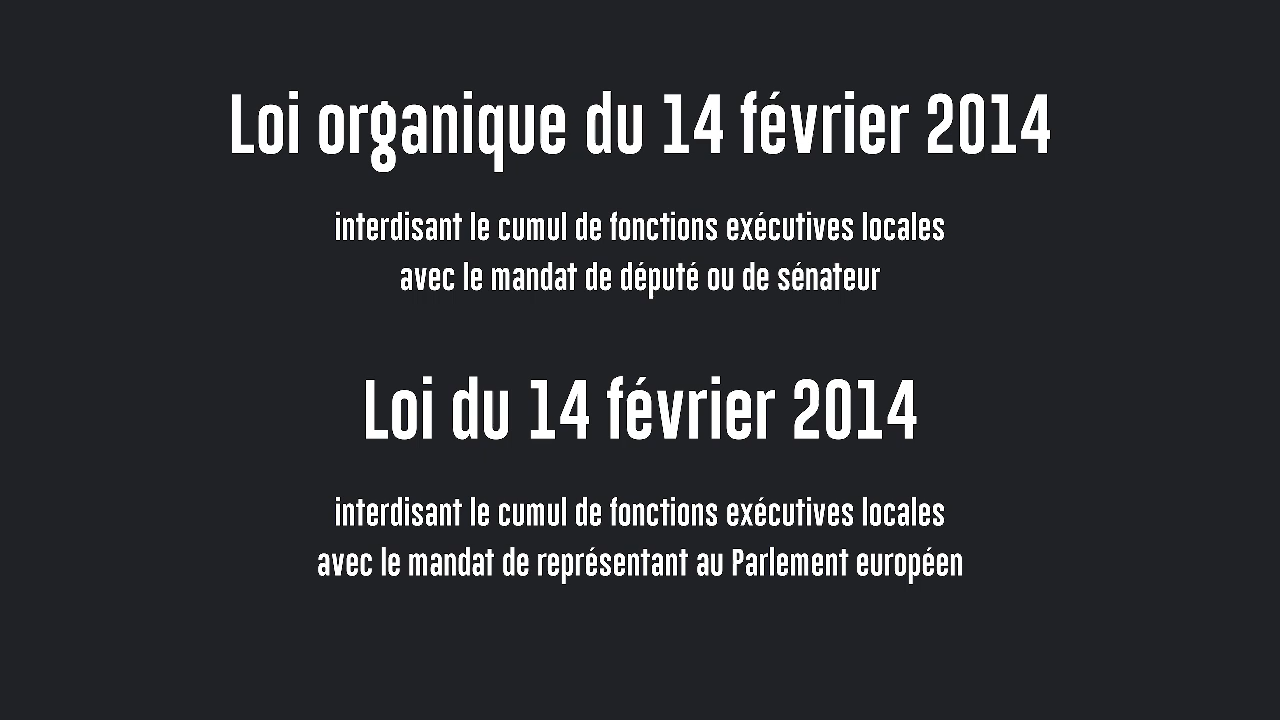 Loi organique du 14 février 2014
interdisant le cumul de fonctions exécutives locales
avec le mandat de député ou de sénateur
Loi du 14 février 2014
interdisant le cumul de fonctions exécutives locales
avec le mandat de représentant au Parlement européen